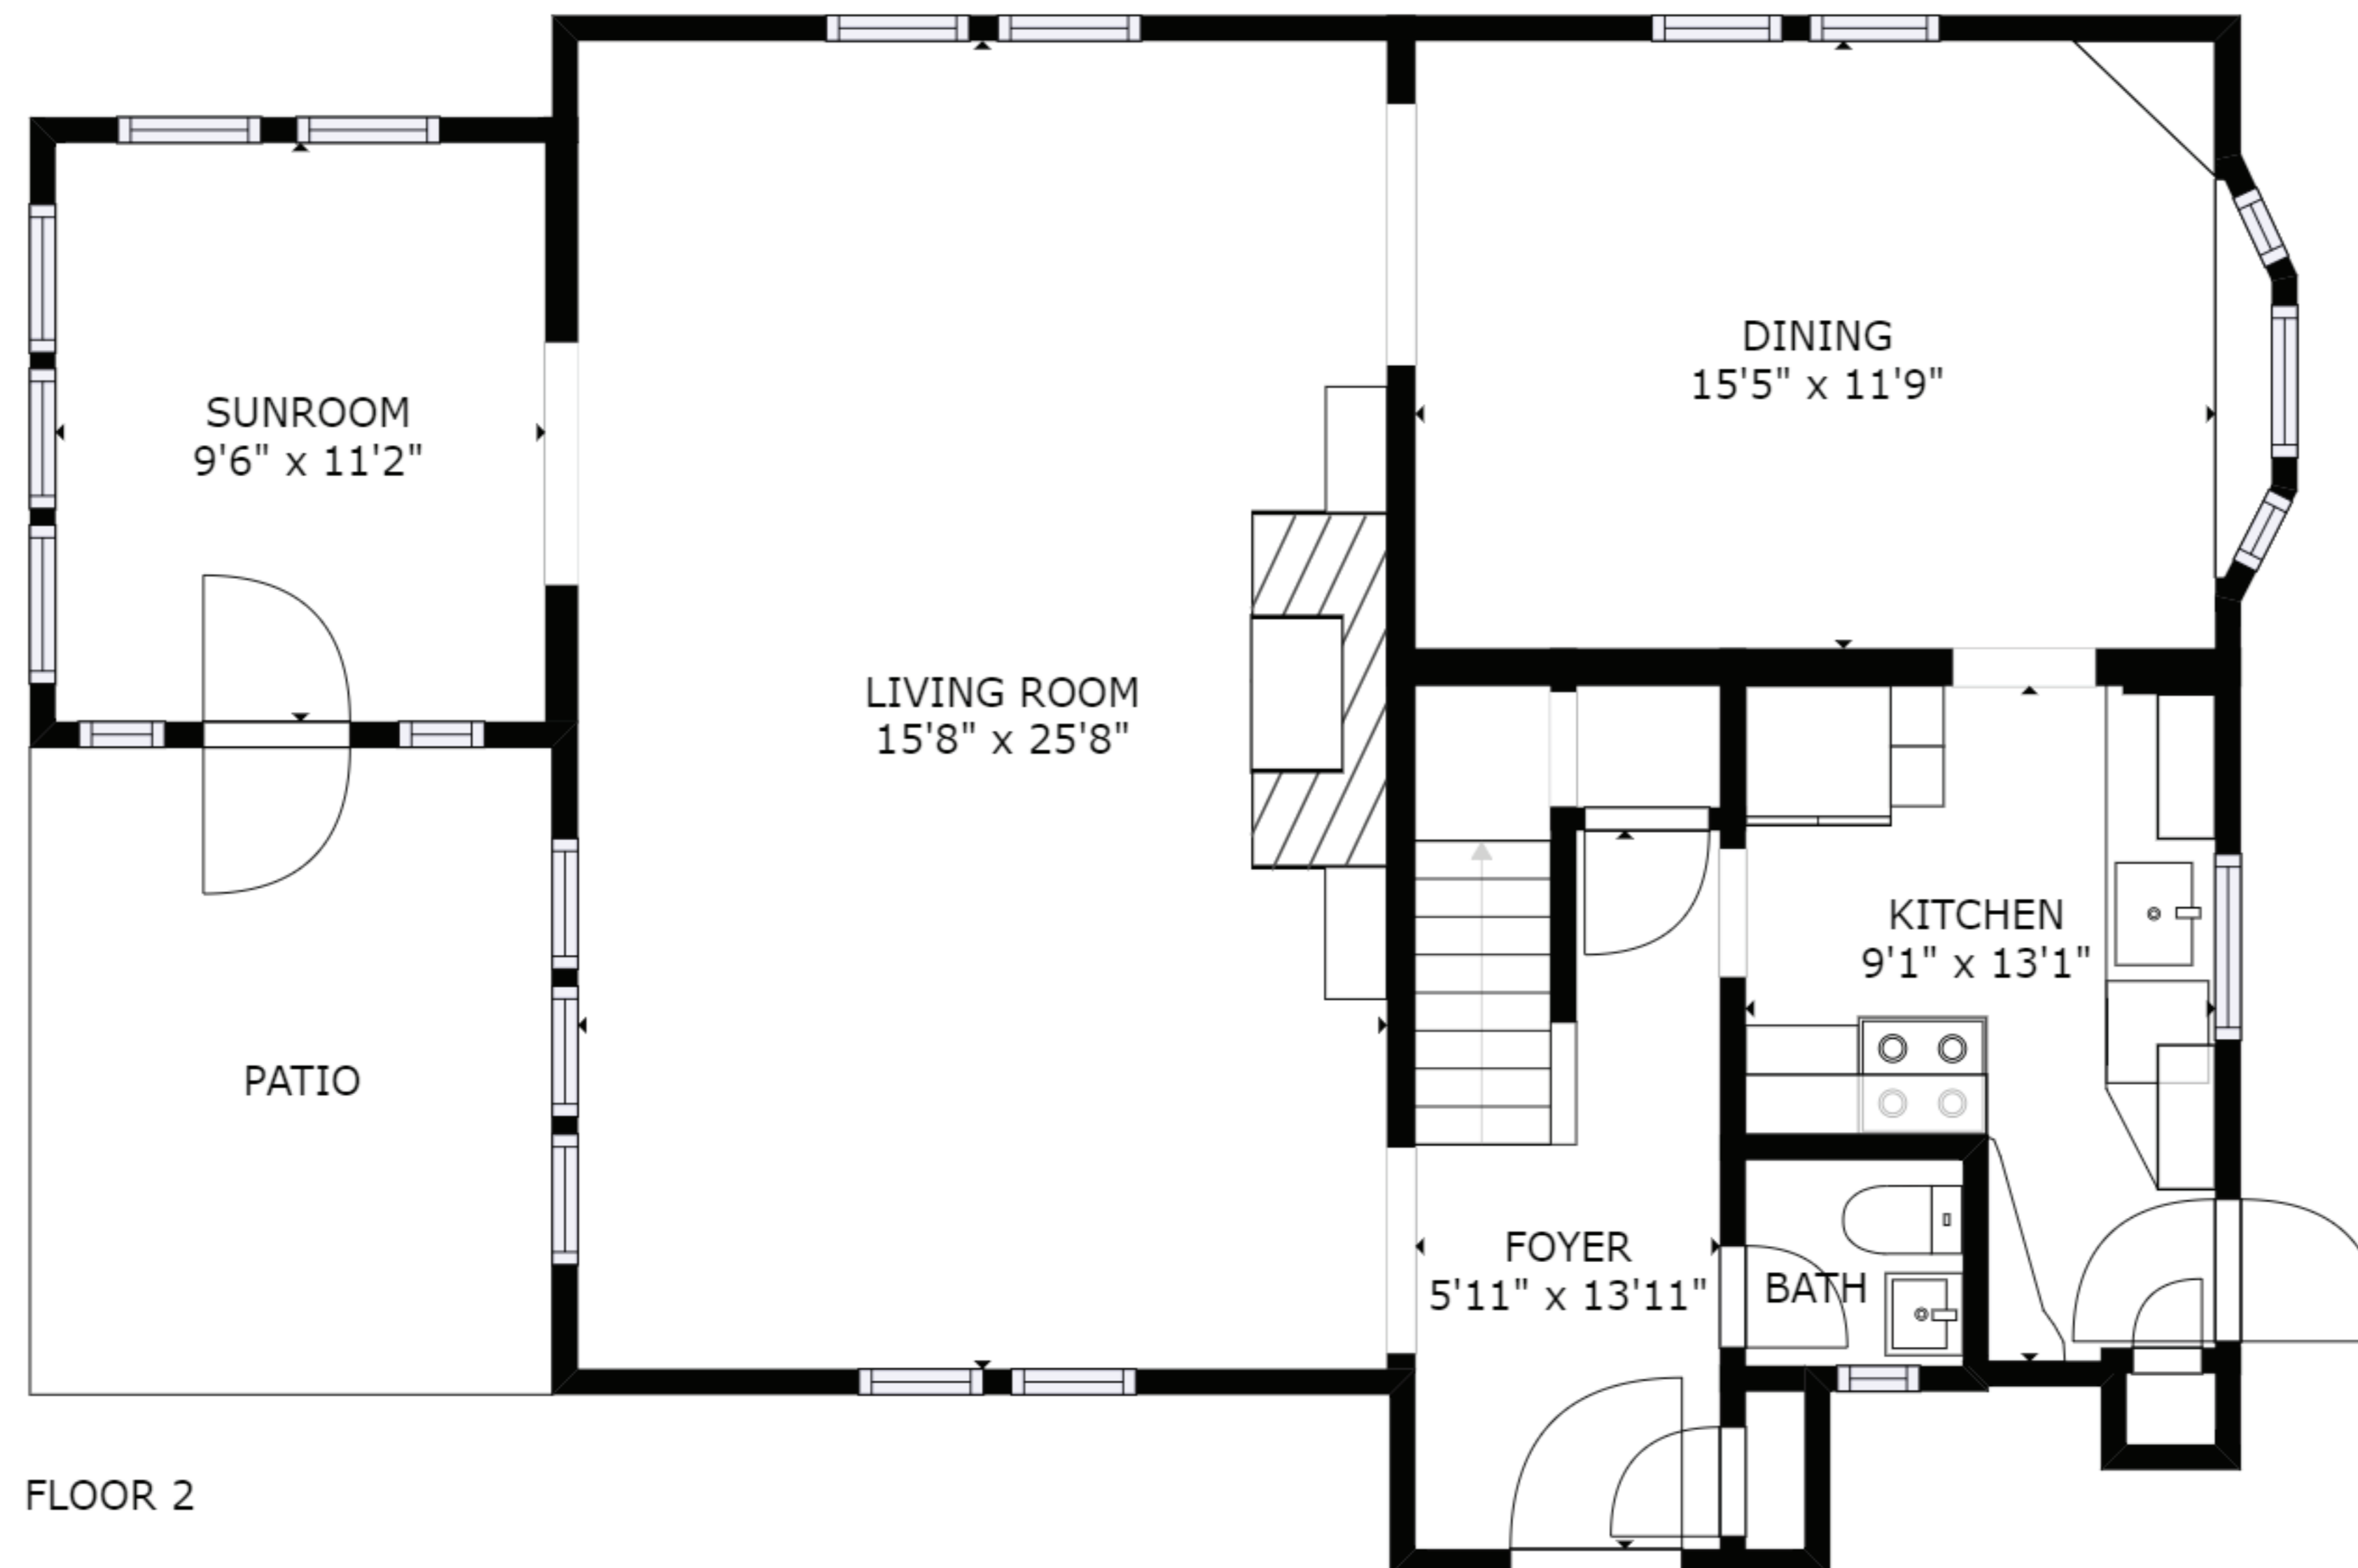 DINING
15'5" x 11'9"
SUNROOM
9'6" x 11'2"
LIVING ROOM
15'8" x 25'8"
KITCHEN
9'1" x 13'1"
PATIO
FOYER
5'11" x 13'11"
BATH
FLOOR 2